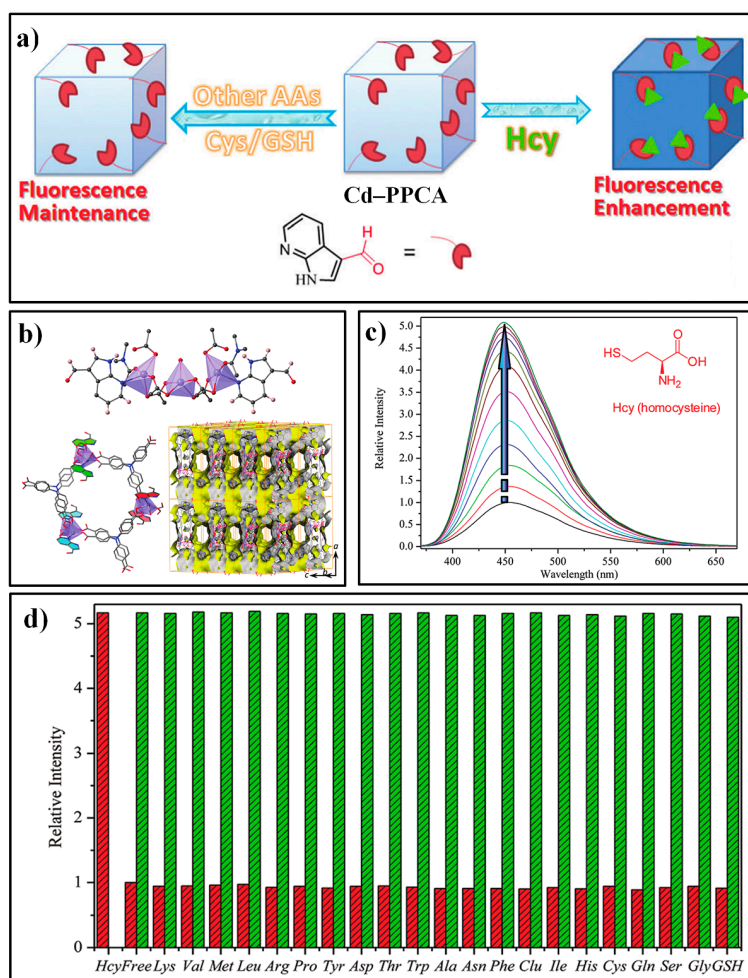 a)
Other AAs
Cys/GSH
Hcy
Fluorescence
Maintenance
Cd–PPCA
Fluorescence
Enhancement
N
HN
H
O
=
b)
a
c
b
c)
Relative Intensity
5.0
4.5
4.0
3.5
3.0
2.5
2.0
1.5
1.0
0.5
0.0
400 450 500 550 600 650
Wavelength (nm)
O
HS
OH
NH2
Hcy (homocysteine)
d)
Relative Intensity
5
4
3
2
1
0
Hcy Free Lys Val Met Leu Arg Pro Tyr Asp Thr Trp Ala Asn Phe Clu Ile His Cys Gln Ser Gly GSH